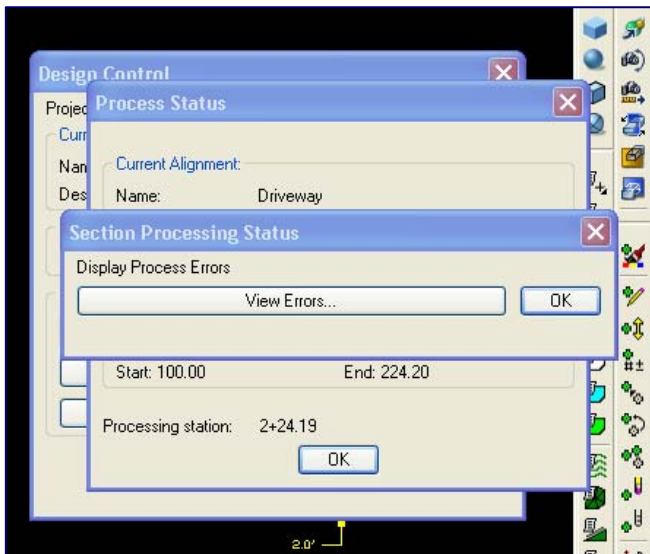 Design Control
Process Status
Projec
Curr
Current Alignment:
Nan
Name: Driveway
Des
Section Processing Status
Display Process Errors
View Errors... OK
Start: 100.00 End: 224.20
Processing station: 2+24.19
OK
2.0'